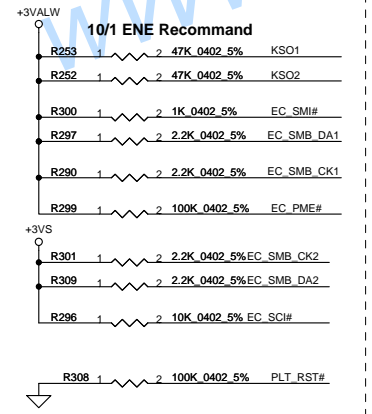 +3VALW
10/1 ENE Recommand
R253 1 2 47K_0402_5% KSO1
R252 1 2 47K_0402_5% KSO2
R300 1 2 1K_0402_5% EC_SMI#
R297 1 2 2.2K_0402_5% EC_SMB_DA1
R290 1 2 2.2K_0402_5% EC_SMB_CK1
R299 1 2 100K_0402_5% EC_PME#
+3VS
R301 1 2 2.2K_0402_5% EC_SMB_CK2
R309 1 2 2.2K_0402_5% EC_SMB_DA2
R296 1 2 10K_0402_5% EC_SCI#
R308 1 2 100K_0402_5% PLT_RST#